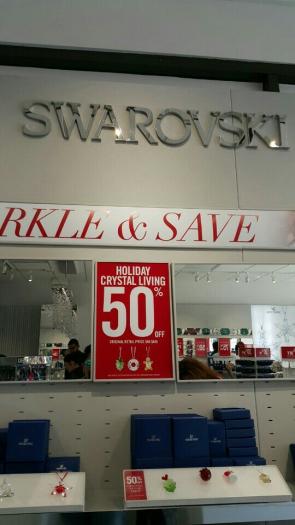 SWAROVSKI
RKLE & SAVE
HOLIDAY
CRYSTAL LIVING
50%
OFF
50%